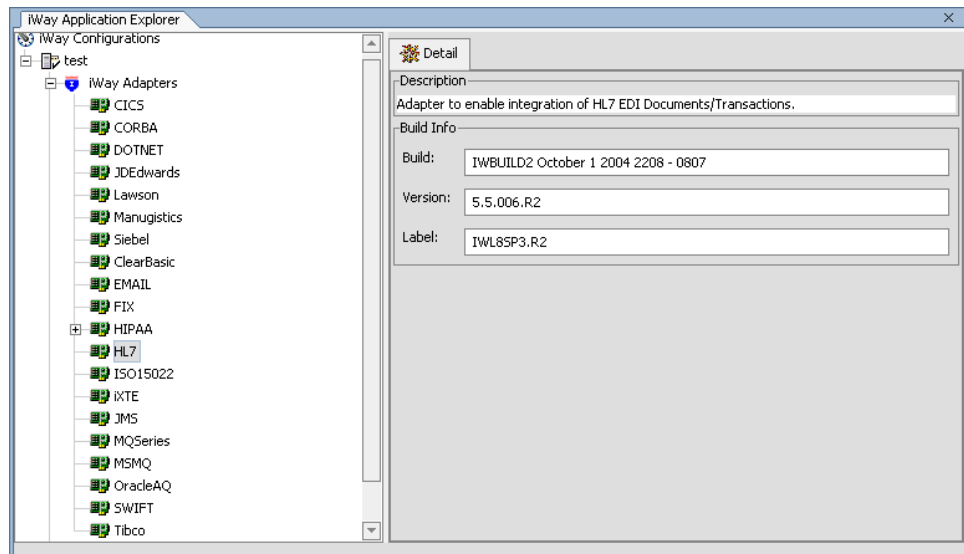 iWay Application Explorer
iWay Configurations
test
iWay Adapters
CICS
CORBA
DOTNET
JDEdwards
Lawson
Manugistics
Siebel
ClearBasic
EMAIL
FIX
HIPAA
HL7
ISO15022
iXTE
JMS
MQSeries
MSMQ
OracleAQ
SWIFT
Tibco
Detail
Description
Adapter to enable integration of HL7 EDI Documents/Transactions.
Build Info
Build: IWBUILD2 October 1 2004 2208 - 0807
Version: 5.5.006.R2
Label: IWL8SP3.R2